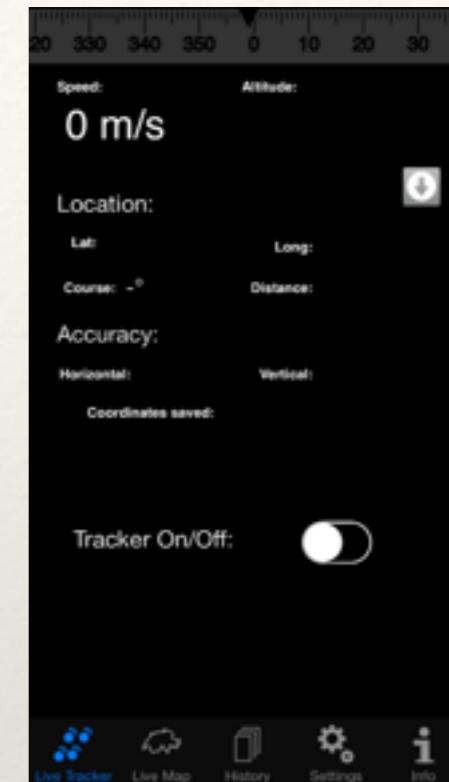 20 330 340 350 0 10 20 30
Speed: Altitude:
0 m/s
Location:
Lat: Long:
Course: -° Distance:
Accuracy:
Horizontal: Vertical:
Coordinates saved:
Tracker On/Off:
Live Tracker Live Map History Settings Info